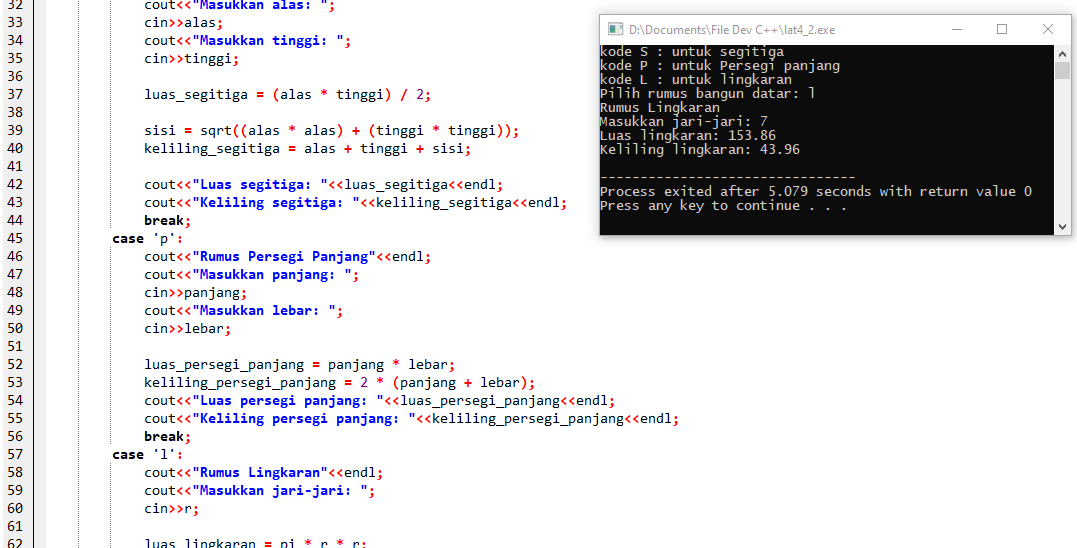 32 cout<<"Masukkan alas: ";
33 cin>>alas;
34 cout<<"Masukkan tinggi: ";
35 cin>>tinggi;
36
37 luas_segitiga = (alas * tinggi) / 2;
38
39 sisi = sqrt((alas * alas) + (tinggi * tinggi));
40 keliling_segitiga = alas + tinggi + sisi;
41
42 cout<<"Luas segitiga: "<<luas_segitiga<<endl;
43 cout<<"Keliling segitiga: "<<keliling_segitiga<<endl;
44 break;
45 case 'p':
46 cout<<"Rumus Persegi Panjang"<<endl;
47 cout<<"Masukkan panjang: ";
48 cin>>panjang;
49 cout<<"Masukkan lebar: ";
50 cin>>lebar;
51
52 luas_persegi_panjang = panjang * lebar;
53 keliling_persegi_panjang = 2 * (panjang + lebar);
54 cout<<"Luas persegi panjang: "<<luas_persegi_panjang<<endl;
55 cout<<"Keliling persegi panjang: "<<keliling_persegi_panjang<<endl;
56 break;
57 case 'l':
58 cout<<"Rumus Lingkaran"<<endl;
59 cout<<"Masukkan jari-jari: ";
60 cin>>r;
61
62 luas_lingkaran = pi * r * r;
D:\Documents\File Dev C++\lat4_2.exe
kode S : untuk segitiga
kode P : untuk Persegi panjang
kode L : untuk lingkaran
Pilih rumus bangun datar: l
Rumus Lingkaran
Masukkan jari-jari: 7
Luas lingkaran: 153.86
Keliling lingkaran: 43.96
--------------------------------
Process exited after 5.079 seconds with return value 0
Press any key to continue . . .